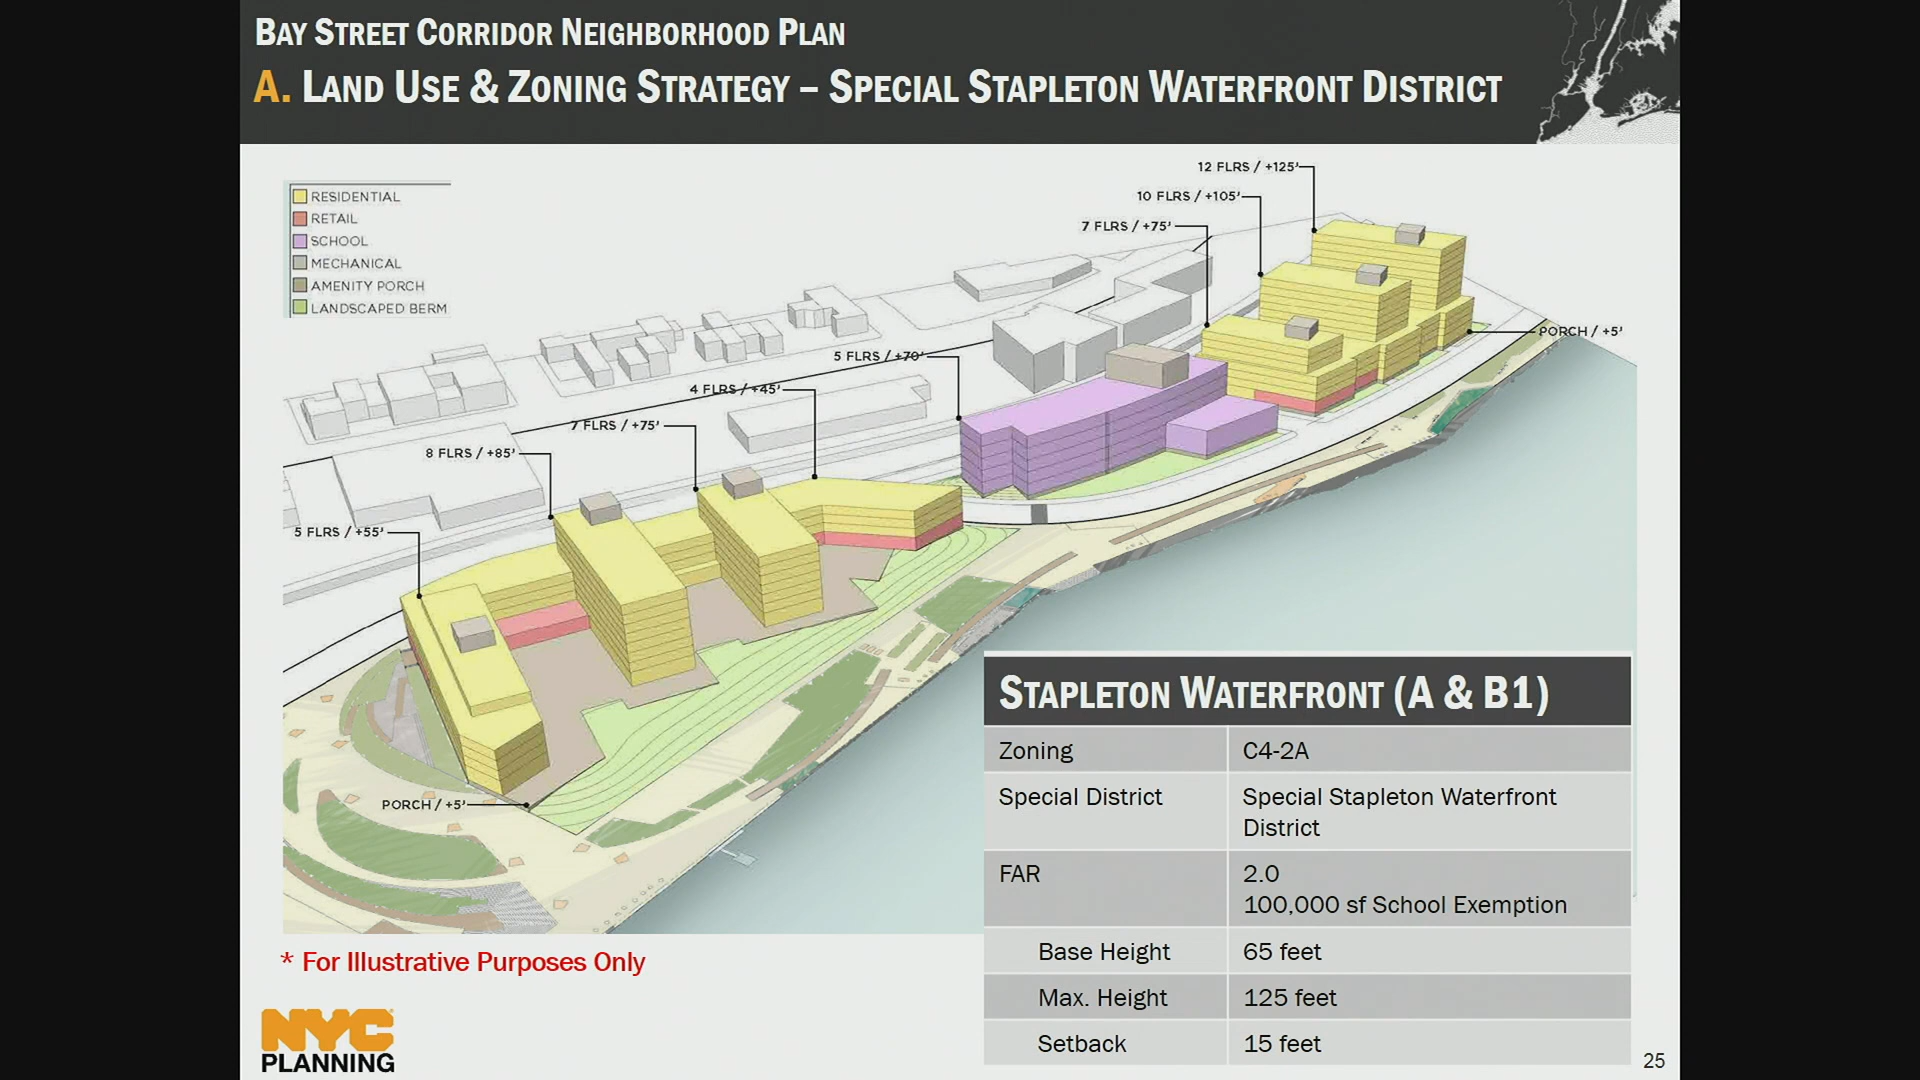 BAY STREET CORRIDOR NEIGHBORHOOD PLAN
A. LAND USE & ZONING STRATEGY – SPECIAL STAPLETON WATERFRONT DISTRICT
RESIDENTIAL
RETAIL
SCHOOL
MECHANICAL
AMENITY PORCH
LANDSCAPED BERM
12 FLRS / +125'
10 FLRS / +105'
7 FLRS / +75'
PORCH / +5'
5 FLRS / +70'
4 FLRS / +45'
7 FLRS / +75'
8 FLRS / +85'
5 FLRS / +55'
PORCH / +5'
STAPLETON WATERFRONT (A & B1)
Zoning C4-2A
Special District Special Stapleton Waterfront
District
FAR 2.0
100,000 sf School Exemption
Base Height 65 feet
Max. Height 125 feet
Setback 15 feet
* For Illustrative Purposes Only
NYC
PLANNING
25